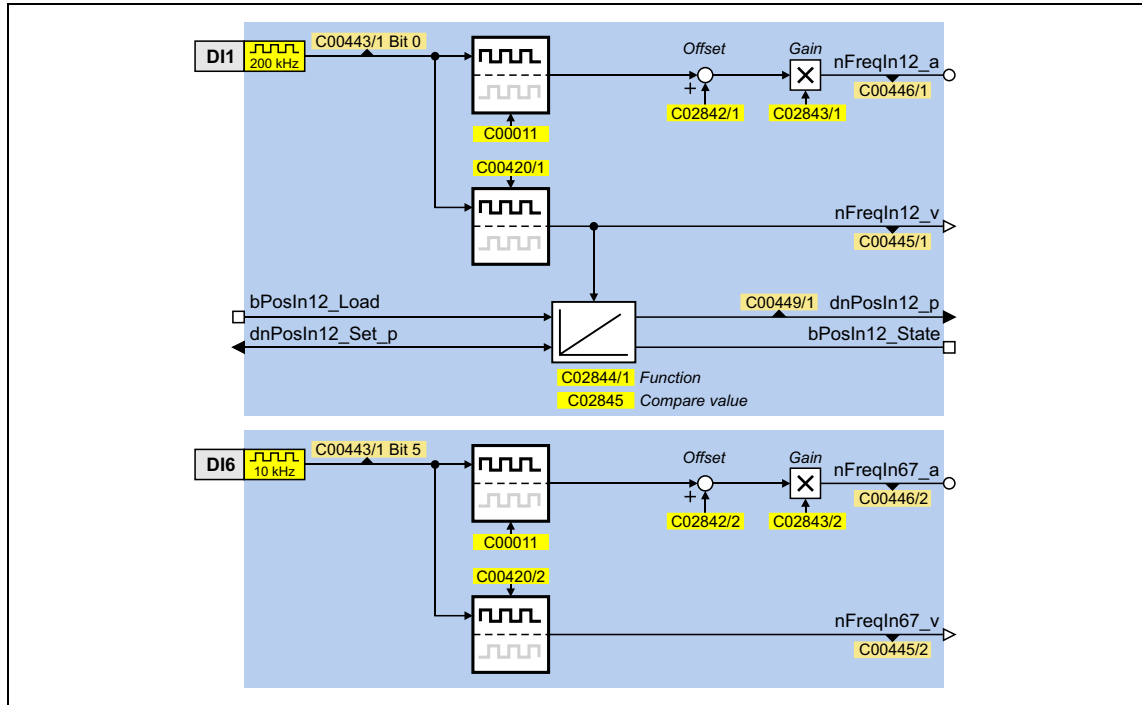 DI1
200 kHz
C00443/1 Bit 0
Offset
Gain
nFreqIn12_a
+
C00446/1
C02842/1
C02843/1
C00011
C00420/1
nFreqIn12_v
C00445/1
bPosIn12_Load
C00449/1
dnPosIn12_p
dnPosIn12_Set_p
bPosIn12_State
C02844/1 Function
C02845 Compare value
DI6
10 kHz
C00443/1 Bit 5
Offset
Gain
nFreqIn67_a
+
C00446/2
C02842/2
C02843/2
C00011
C00420/2
nFreqIn67_v
C00445/2